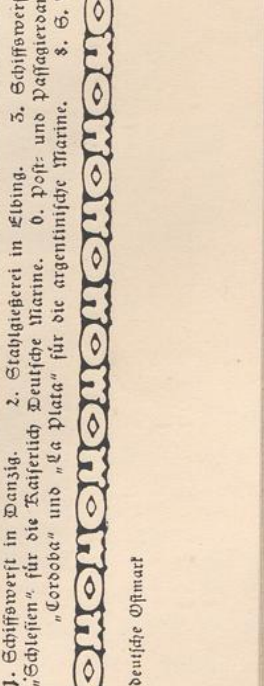 1. Schiffswerft in Danzig. 2. Stahlgießerei in Elbing. 3. Schiffswerf
"Schlesien" für die Kaiserlich Deutsche Marine. 6. Post- und Passagierdam
"Cordoba" und "La Plata" für die argentinische Marine. 8. S.
deutsche Ostmark